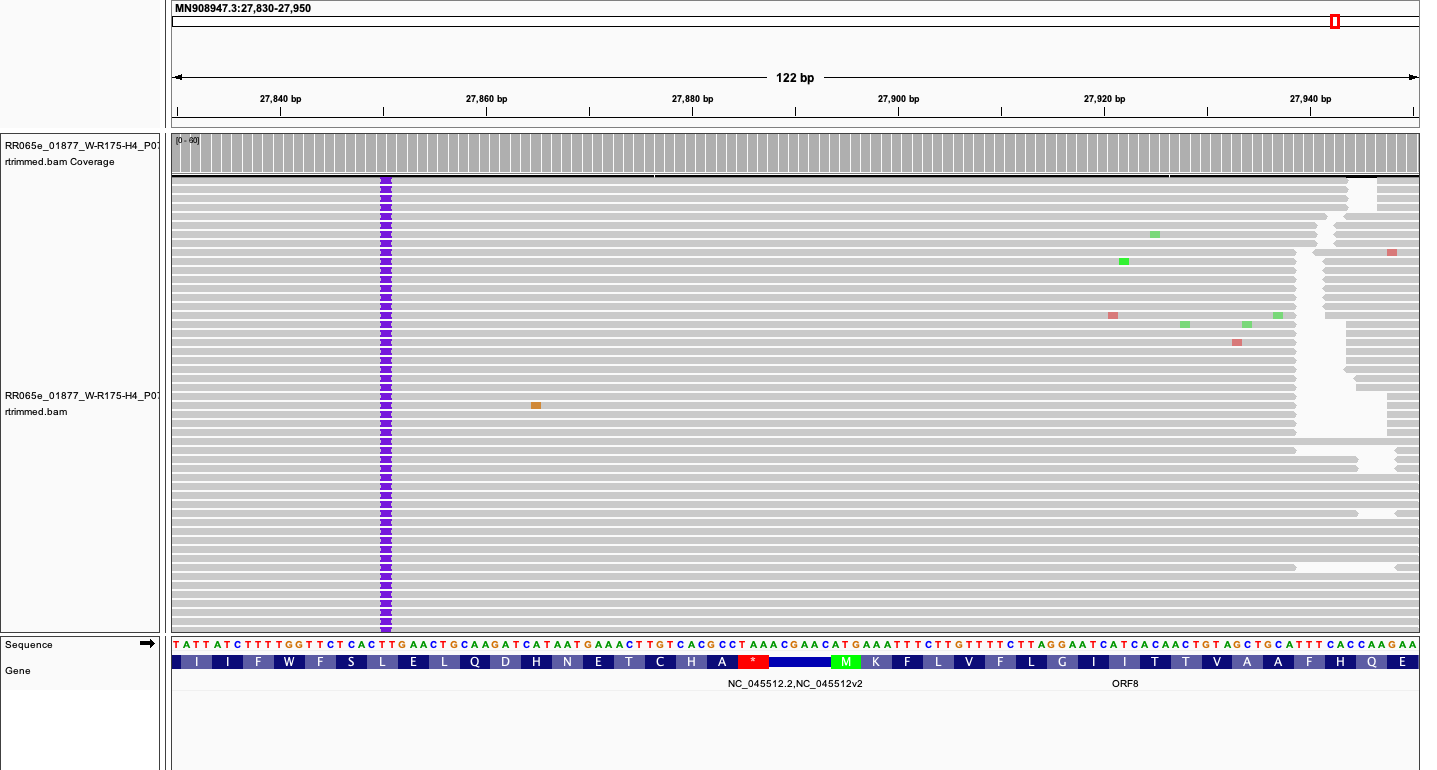 MN908947.3:27,830-27,950
122 bp
27,840 bp 27,860 bp 27,880 bp 27,900 bp 27,920 bp 27,940 bp
RR065e_01877_W-R175-H4_P07
rtrimmed.bam Coverage
[0 - 60]
RR065e_01877_W-R175-H4_P07
rtrimmed.bam
Sequence
TATTATCTTTTGGTTCTCACTTGAACTGCAAGATCATAATGAAACTTGTCACGCCTAAACGAACATGAAATTTCTTGTTTTCTTAGGAATCATCACAACTGTAGCTGCATTTCACCAAGAA
Gene
I I F W F S L E L Q D H N E T C H A * M K F L V F L G I I T T V A A F H Q E
NC_045512.2,NC_045512v2 ORF8